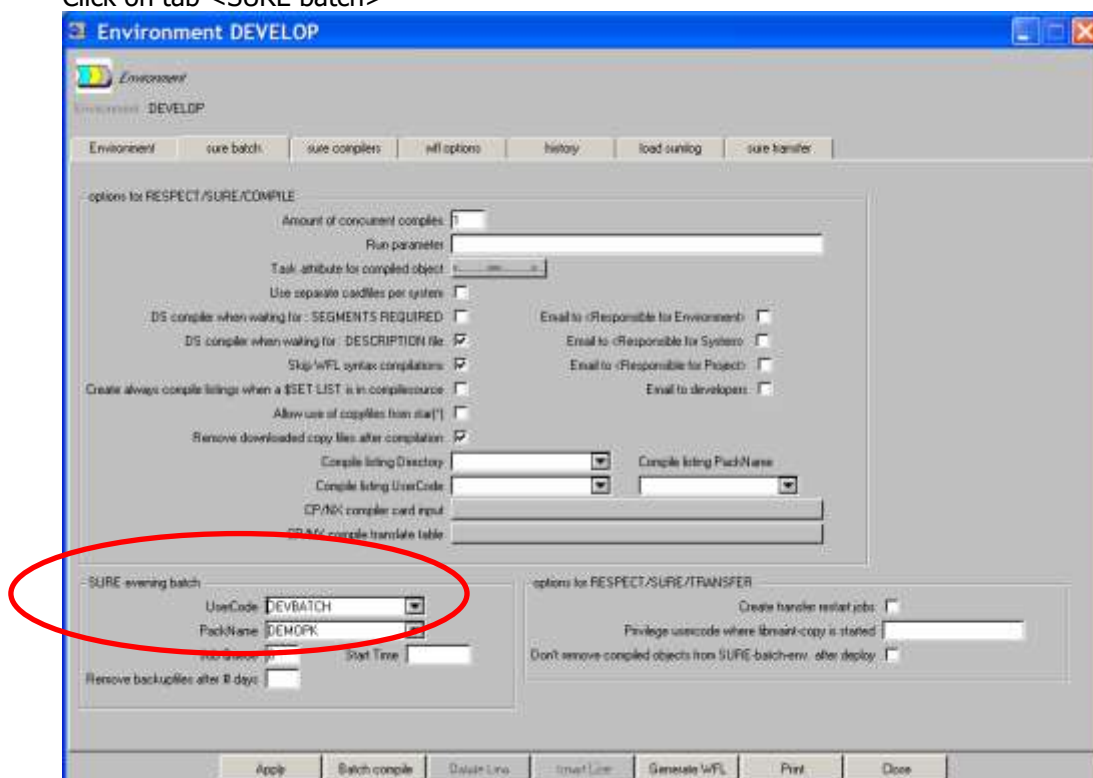 Click on tab <SURE batch>
Environment DEVELOP
Environment
Environment DEVELOP
Environment sure batch sure compilers wfl options history load sumlog sure transfer
options for RESPECT/SURE/COMPILE
Amount of concurrent compiles 1
Run parameter
Task attribute for compiled object
Use separate cardfiles per system
DS compiler when waiting for : SEGMENTS REQUIRED Email to <Responsible for Environment>
DS compiler when waiting for : DESCRIPTION file Email to <Responsible for System>
Skip WFL syntax compilations Email to <Responsible for Project>
Create always compile listings when a $SET LIST is in compilesource Email to developers
Allow use of copyfiles from star(*)
Remove downloaded copy files after compilation
Compile listing Directory Compile listing PackName
Compile listing UserCode
CP/NX compiler card input
CP/NX compile translate table
SURE evening batch options for RESPECT/SURE/TRANSFER
UserCode DEVBATCH Create transfer restart jobs
PackName DEMOPK Privilege usercode where libmaint-copy is started
Job Queue Start Time Don't remove compiled objects from SURE-batch-env. after deploy
Remove backupfiles after # days
Apply Batch compile Delete Line Insert Line Generate WFL Print Close